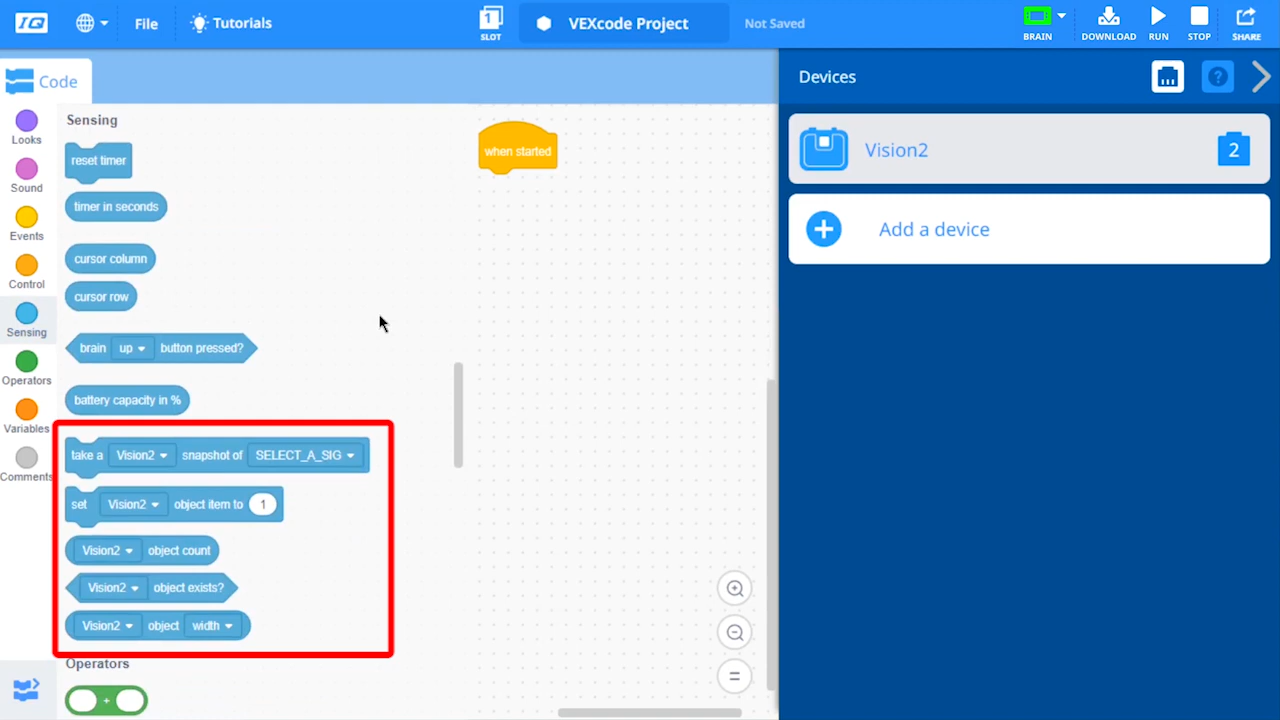 IQ
File
Tutorials
1
SLOT
VEXcode Project
Not Saved
BRAIN
DOWNLOAD
RUN
STOP
SHARE
Code
Devices
?
Looks
Sound
Events
Control
Sensing
Operators
Variables
Comments
Sensing
reset timer
timer in seconds
cursor column
cursor row
brain up button pressed?
battery capacity in %
take a Vision2 snapshot of SELECT_A_SIG
set Vision2 object item to 1
Vision2 object count
Vision2 object exists?
Vision2 object width
Operators
+
when started
=
Vision2
2
Add a device